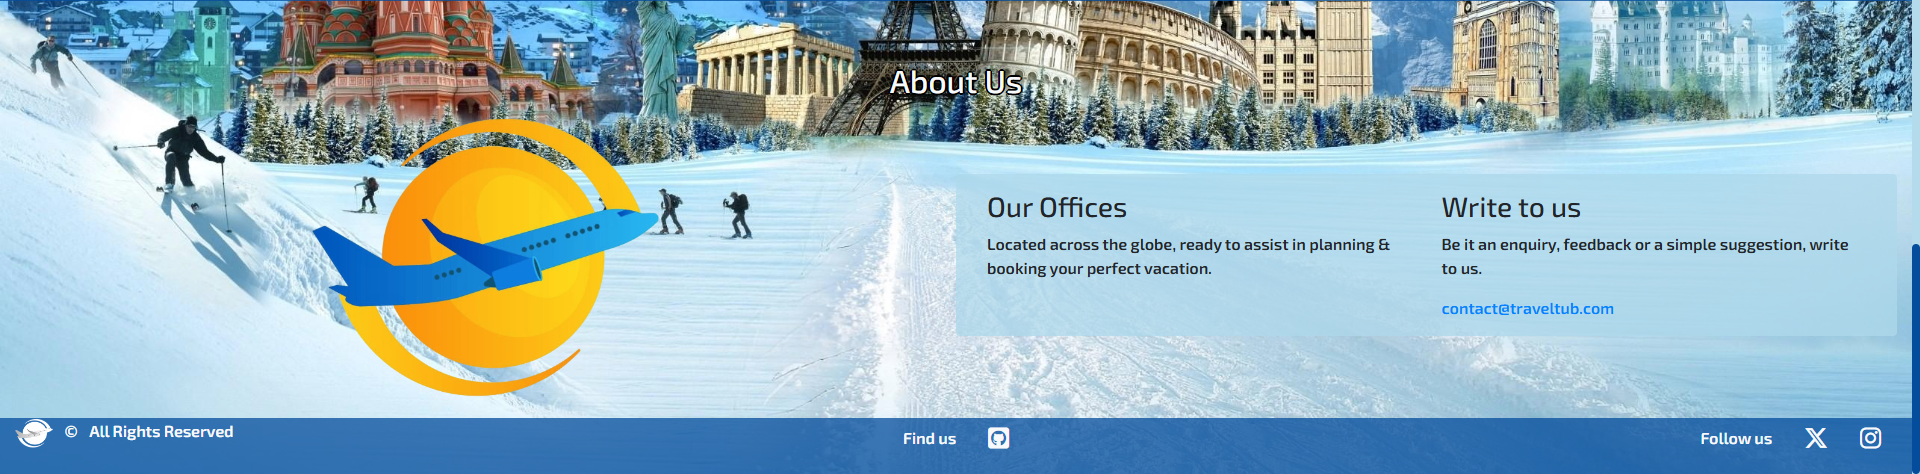 About Us
Our Offices
Located across the globe, ready to assist in planning &
booking your perfect vacation.
Write to us
Be it an enquiry, feedback or a simple suggestion, write
to us.
contact@traveltub.com
© All Rights Reserved
Find us
Follow us